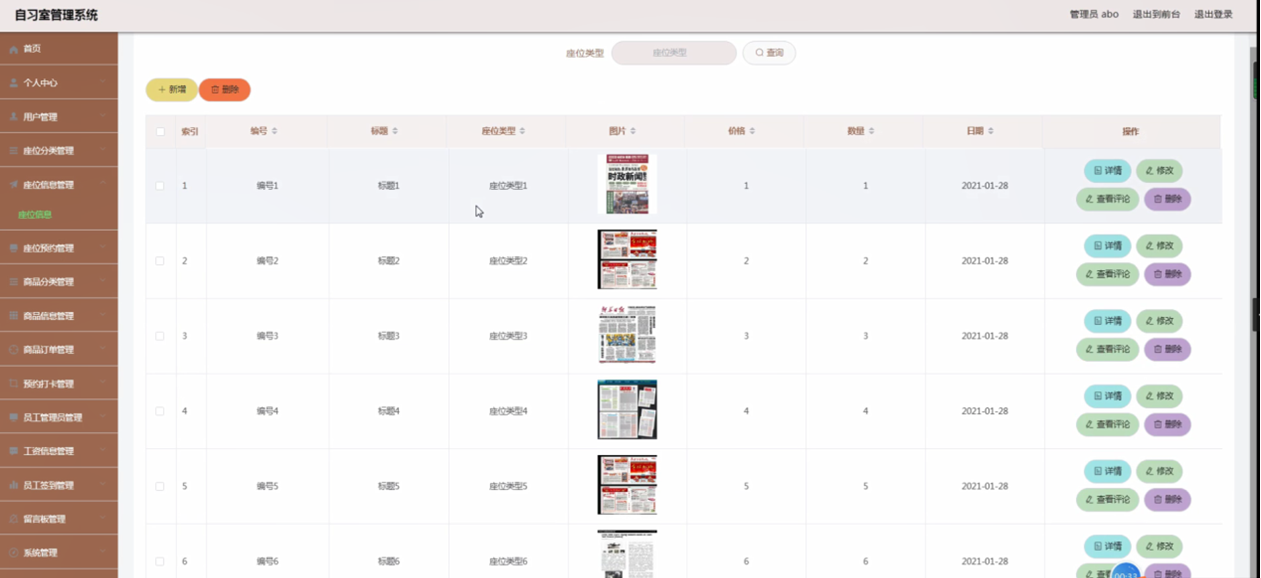 自习室管理系统
管理员 abo 退出到前台 退出登录
首页
个人中心
用户管理
座位分类管理
座位信息管理
座位信息
座位预约管理
商品分类管理
商品信息管理
商品订单管理
预约打卡管理
员工管理员管理
工资信息管理
员工签到管理
留言板管理
系统管理
座位类型 座位类型 查询
新增 删除
索引 编号 标题 座位类型 图片 价格 数量 日期 操作
1 编号1 标题1 座位类型1 时政新闻 1 1 2021-01-28 详情 修改
查看评论 删除
2 编号2 标题2 座位类型2 2 2 2021-01-28 详情 修改
查看评论 删除
3 编号3 标题3 座位类型3 3 3 2021-01-28 详情 修改
查看评论 删除
4 编号4 标题4 座位类型4 4 4 2021-01-28 详情 修改
查看评论 删除
5 编号5 标题5 座位类型5 5 5 2021-01-28 详情 修改
查看评论 删除
6 编号6 标题6 座位类型6 6 6 2021-01-28 详情 修改
删除